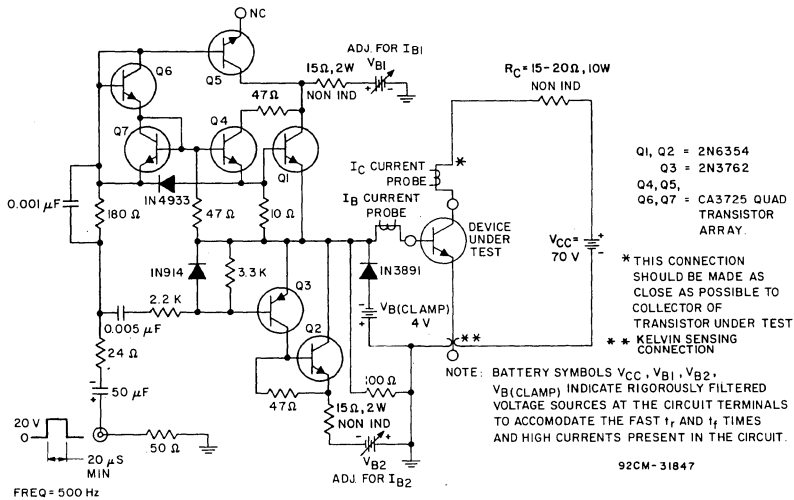 NC
ADJ. FOR IB1
VB1
+ -
Q6
Q5
15Ω, 2W
NON IND
RC = 15-20Ω, 10W
NON IND
47Ω
Q7
Q4
Q1
IC CURRENT
PROBE
*
Q1, Q2 = 2N6354
Q3 = 2N3762
Q4, Q5,
Q6, Q7 = CA3725 QUAD
TRANSISTOR
ARRAY.
0.001 μF
180Ω
1N4933
47Ω
10Ω
IB CURRENT
PROBE
DEVICE
UNDER
TEST
VCC=
70 V
+
-
* THIS CONNECTION
SHOULD BE MADE AS
CLOSE AS POSSIBLE TO
COLLECTOR OF
TRANSISTOR UNDER TEST
* * KELVIN SENSING
CONNECTION
1N914
3.3 K
Q3
1N3891
2.2 K
0.005 μF
Q2
-
+
VB(CLAMP)
4 V
* *
24Ω
-
50 μF
+
47Ω
100Ω
15Ω, 2W
NON IND
- +
VB2
ADJ. FOR IB2
NOTE: BATTERY SYMBOLS VCC, VB1, VB2,
VB(CLAMP) INDICATE RIGOROUSLY FILTERED
VOLTAGE SOURCES AT THE CIRCUIT TERMINALS
TO ACCOMODATE THE FAST tr AND tf TIMES
AND HIGH CURRENTS PRESENT IN THE CIRCUIT.
20 V
0
20 μS
MIN
50Ω
FREQ = 500 Hz
92CM-31847